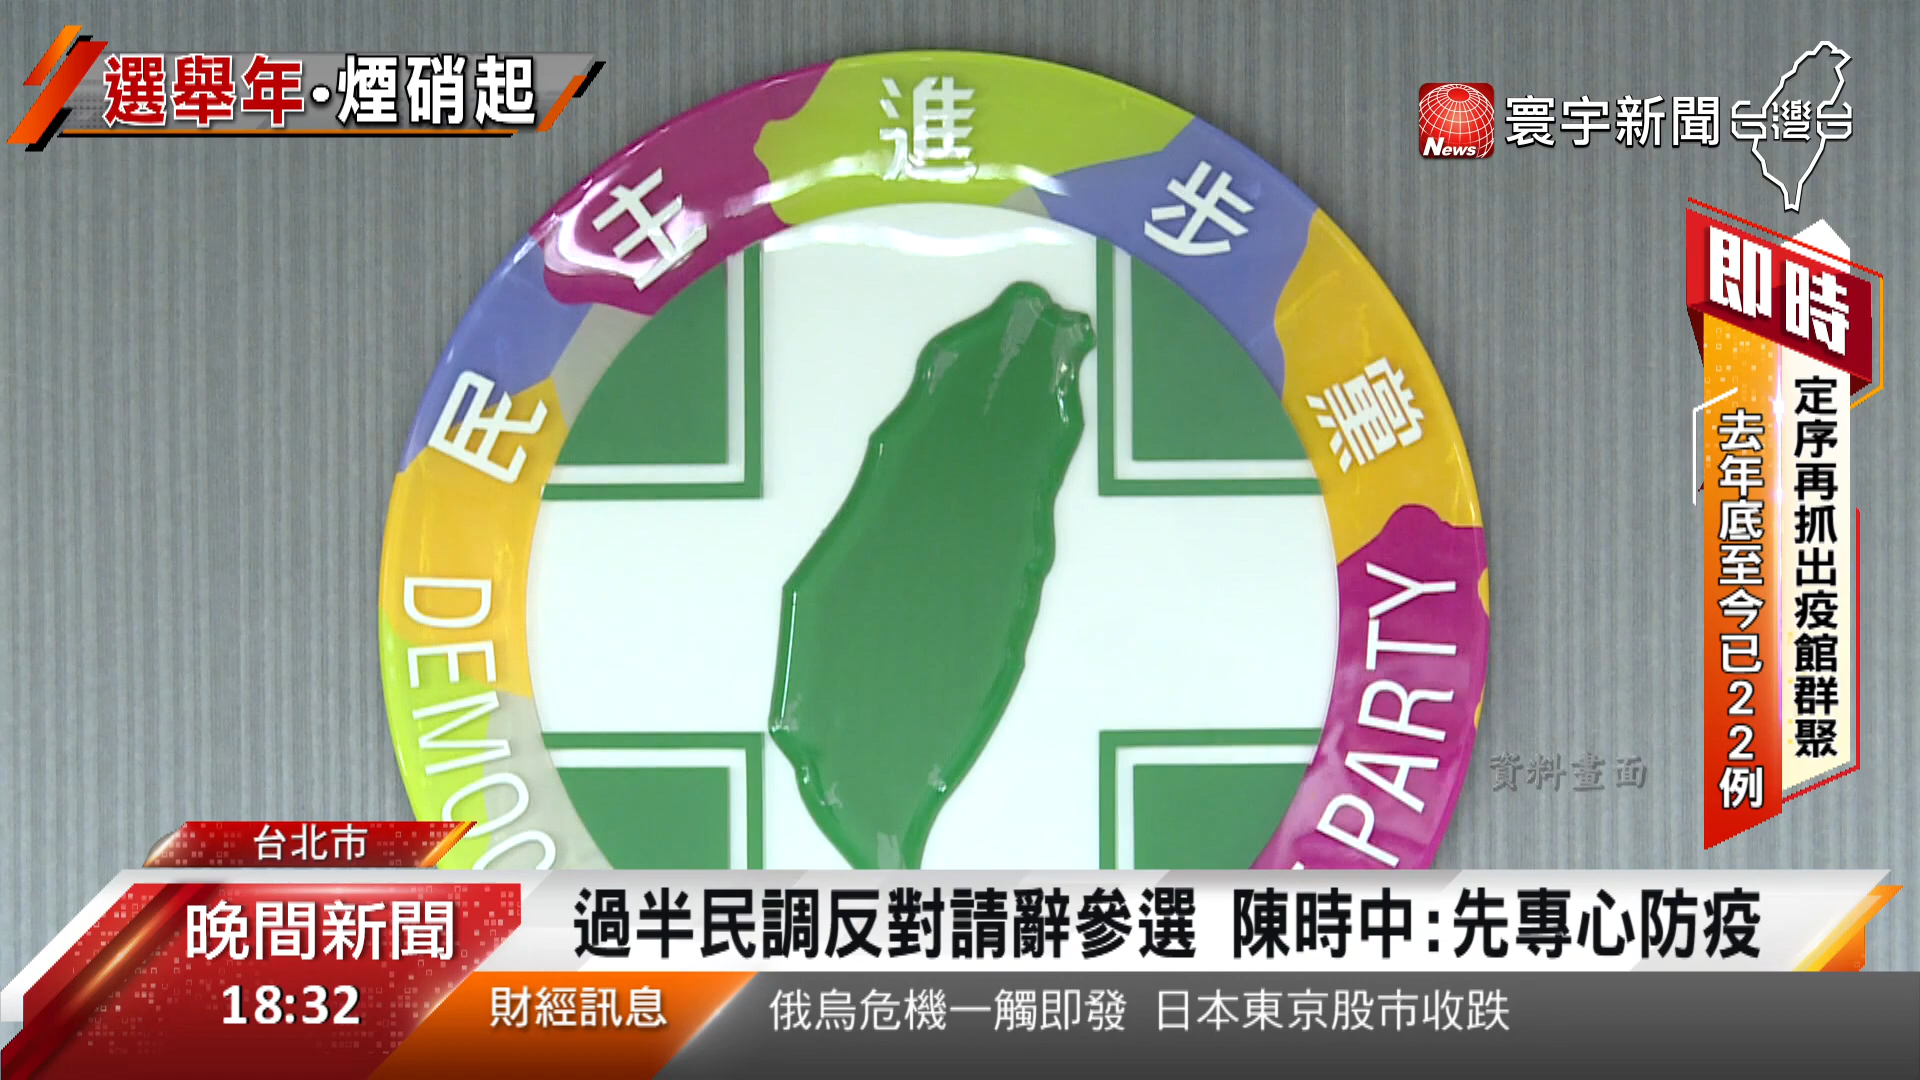 選舉年·煙硝起
News 寰宇新聞 台灣台
即時
定序再抓出疫館群聚
去年底至今已22例
民主進步黨
DEMOC
PARTY
資料畫面
台北市
晚間新聞
過半民調反對請辭參選 陳時中:先專心防疫
18:32
財經訊息
俄烏危機一觸即發 日本東京股市收跌